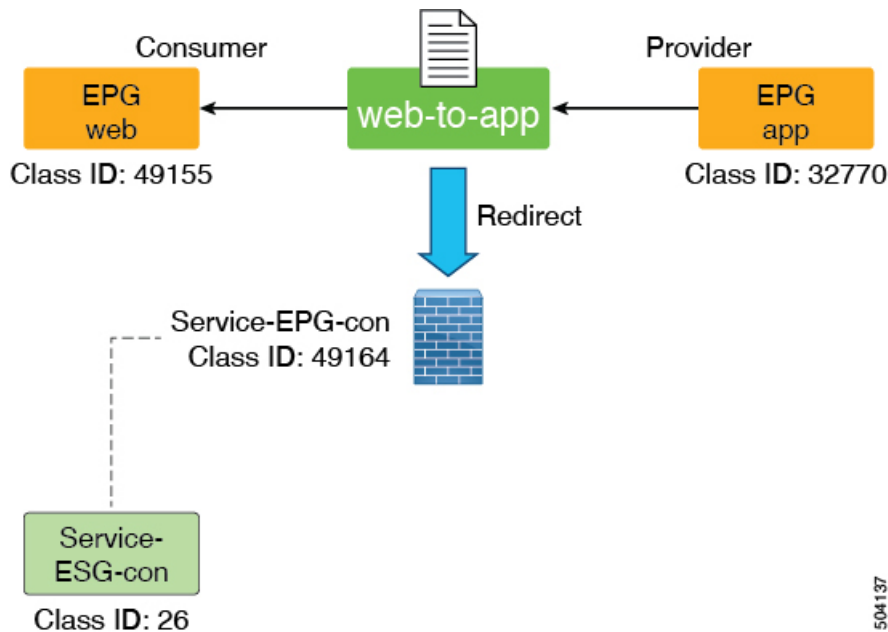 Consumer
Provider
EPG
web
web-to-app
EPG
app
Class ID: 49155
Class ID: 32770
Redirect
Service-EPG-con
Class ID: 49164
Service-
ESG-con
Class ID: 26
504137